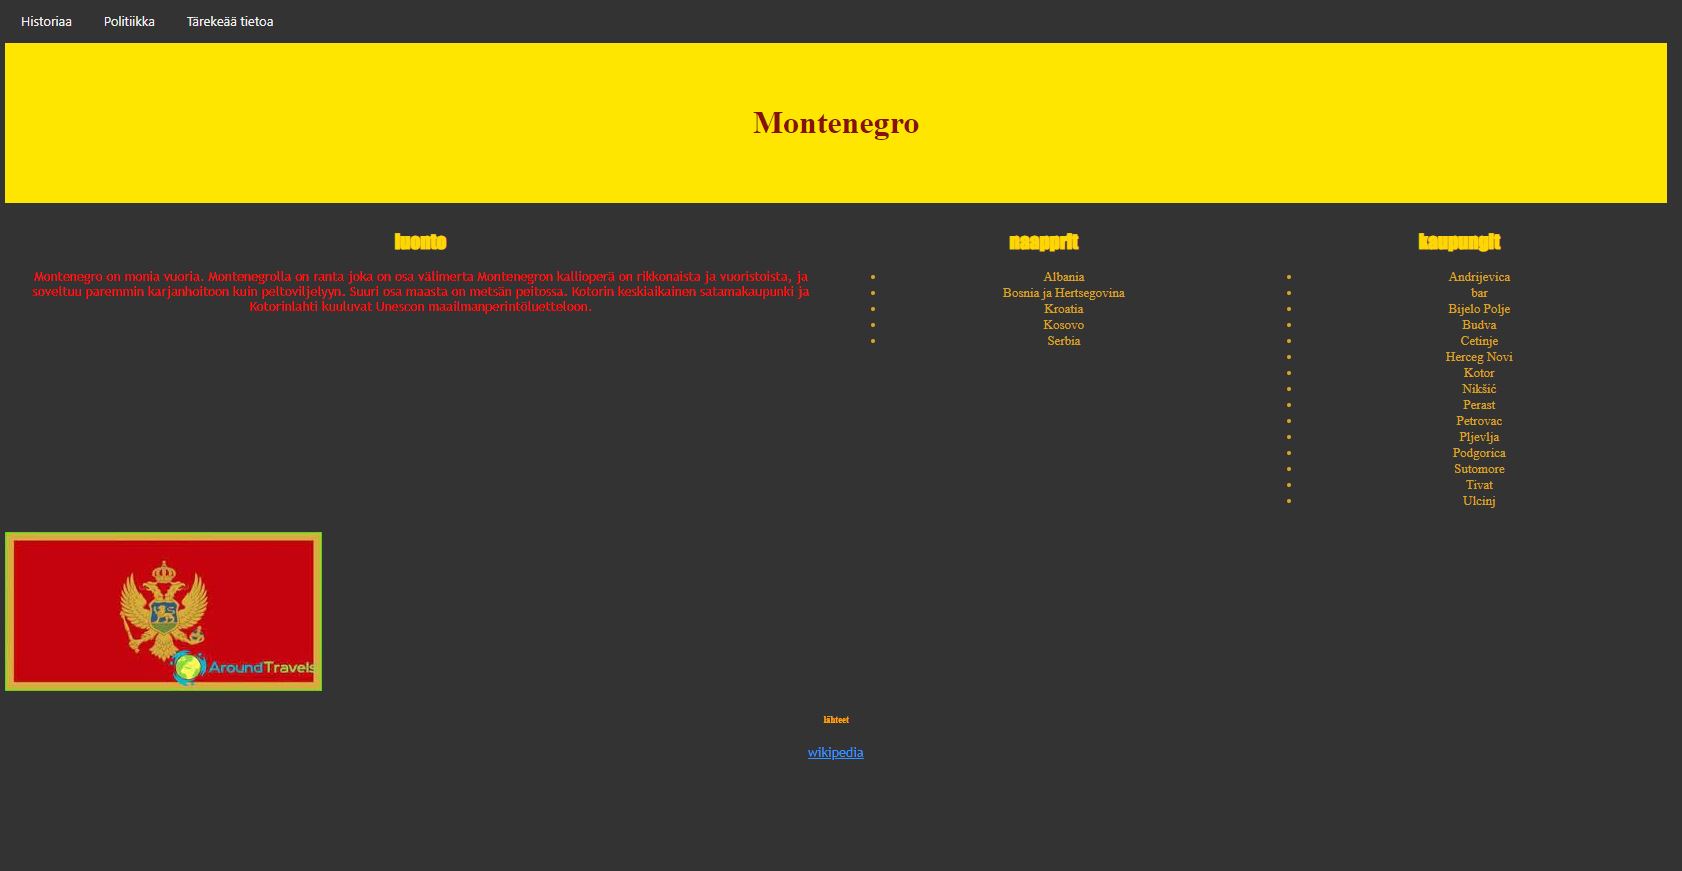 Historiaa Politiikka Tärekeää tietoa
Montenegro
luonto
Montenegro on monia vuoria. Montenegrolla on ranta joka on osa välimerta Montenegron kallioperä on rikkonaista ja vuoristoista, ja
soveltuu paremmin karjanhoitoon kuin peltoviljelyyn. Suuri osa maasta on metsän peitossa. Kotorin keskiaikainen satamakaupunki ja
Kotorinlahti kuuluvat Unescon maailmanperintöluetteloon.
naapprit
Albania
Bosnia ja Hertsegovina
Kroatia
Kosovo
Serbia
kaupungit
Andrijevica
bar
Bijelo Polje
Budva
Cetinje
Herceg Novi
Kotor
Nikšić
Perast
Petrovac
Pljevlja
Podgorica
Sutomore
Tivat
Ulcinj
AroundTravels
lähteet
wikipedia